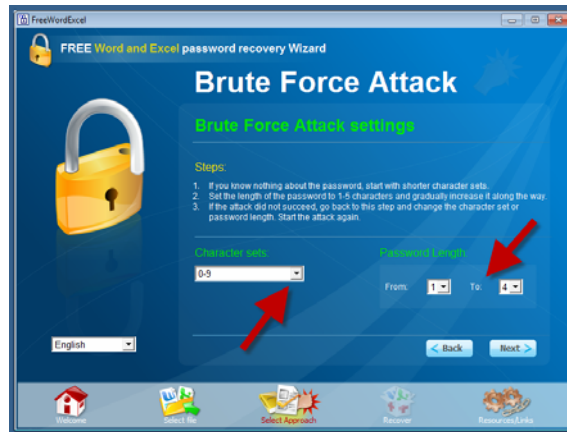 FreeWordExcel
FREE Word and Excel password recovery Wizard
Brute Force Attack
Brute Force Attack settings
Steps:
1. If you know nothing about the password, start with shorter character sets.
2. Set the length of the password to 1-5 characters and gradually increase it along the way.
3. If the attack did not succeed, go back to this step and change the character set or
password length. Start the attack again.
Character sets:
Password Length:
0-9
From: 1 To: 4
English
< Back
Next >
Welcome
Select file
Select Approach
Recover
Resources/Links